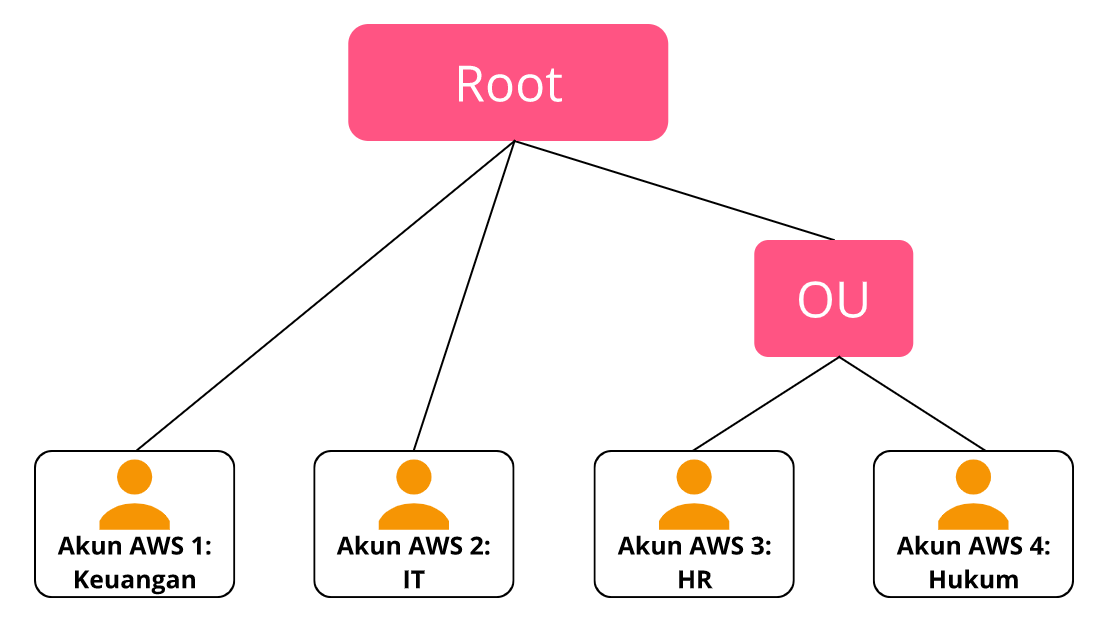 Root
OU
Akun AWS 1:
Keuangan
Akun AWS 2:
IT
Akun AWS 3:
HR
Akun AWS 4:
Hukum